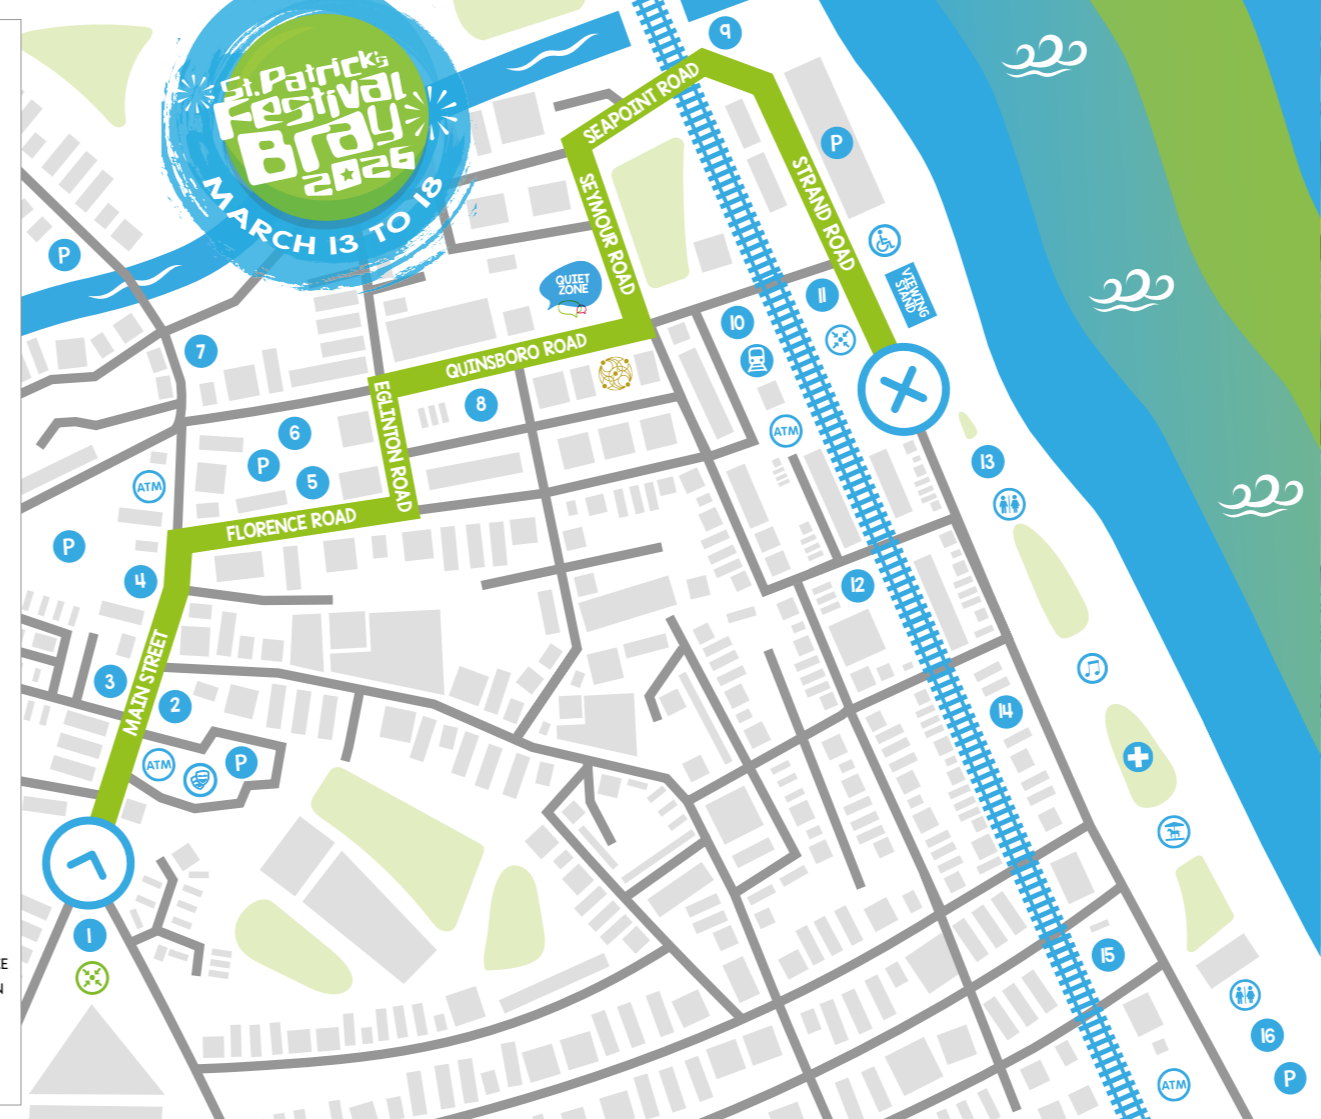 St. Patrick's
Festival
Bray
2026
MARCH 13 TO 18
9
SEAPOINT ROAD
P
STRAND ROAD
SEYMOUR ROAD
P
QUIET
ZONE
VIEWING
STAND
11
10
7
QUINSBORO ROAD
8
EGLINTON ROAD
6
ATM
P
5
13
ATM
FLORENCE ROAD
P
4
12
MAIN STREET
3
2
14
ATM
P
1
15
E
N
16
P
ATM